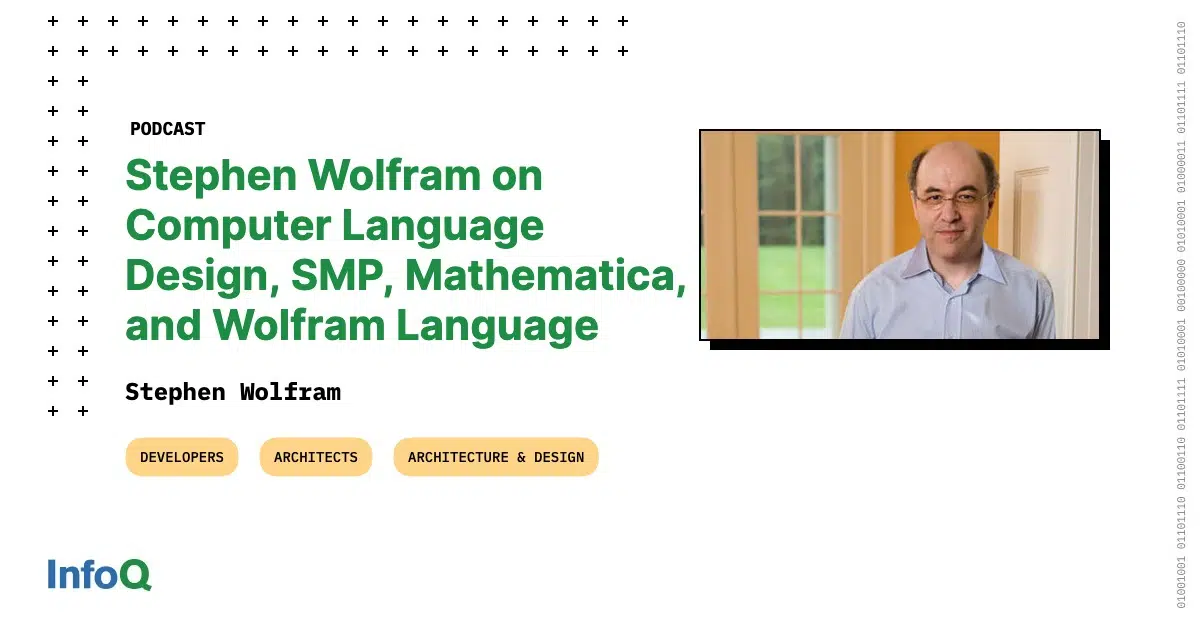 PODCAST
Stephen Wolfram on
Computer Language
Design, SMP, Mathematica,
and Wolfram Language
Stephen Wolfram
DEVELOPERS
ARCHITECTS
ARCHITECTURE & DESIGN
InfoQ
01001001 01101110 01100110 01101111 01010001 00100000 01010001 01000011 01101111 01101110